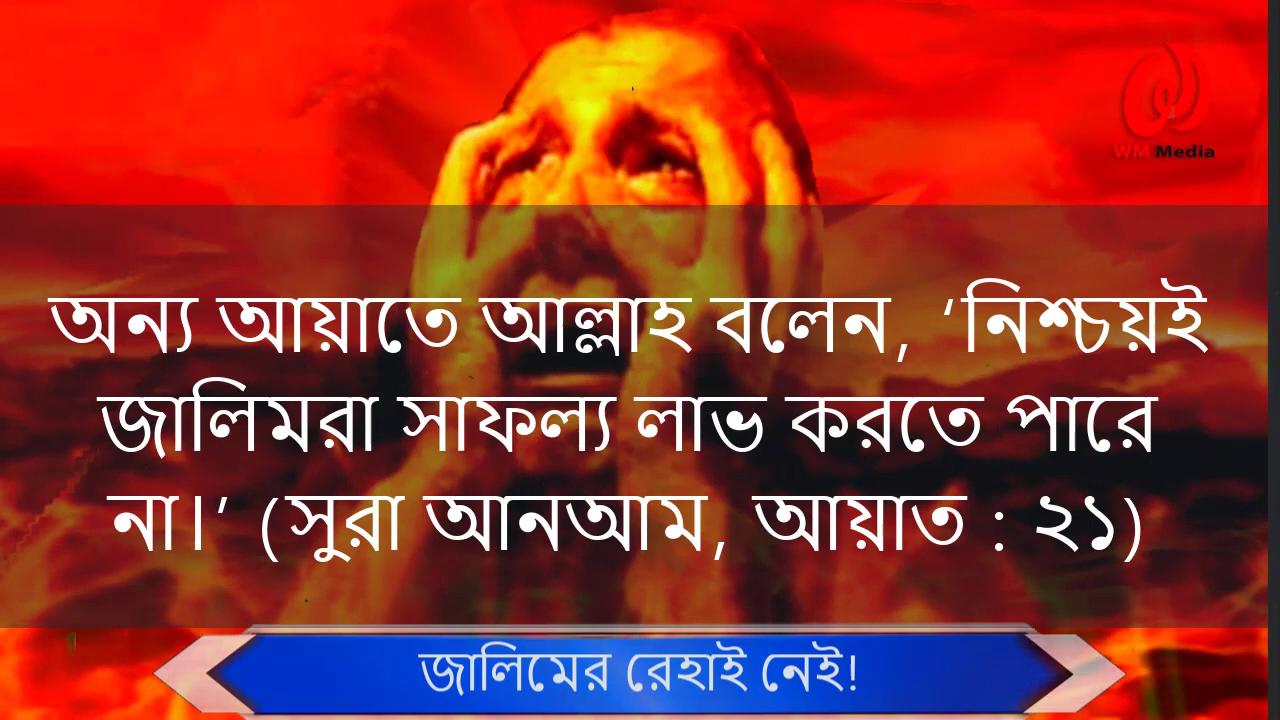 WM Media
অন্য আয়াতে আল্লাহ বলেন, ‘নিশ্চয়ই
জালিমরা সাফল্য লাভ করতে পারে
না।’ (সুরা আনআম, আয়াত : ২১)
জালিমের রেহাই নেই!